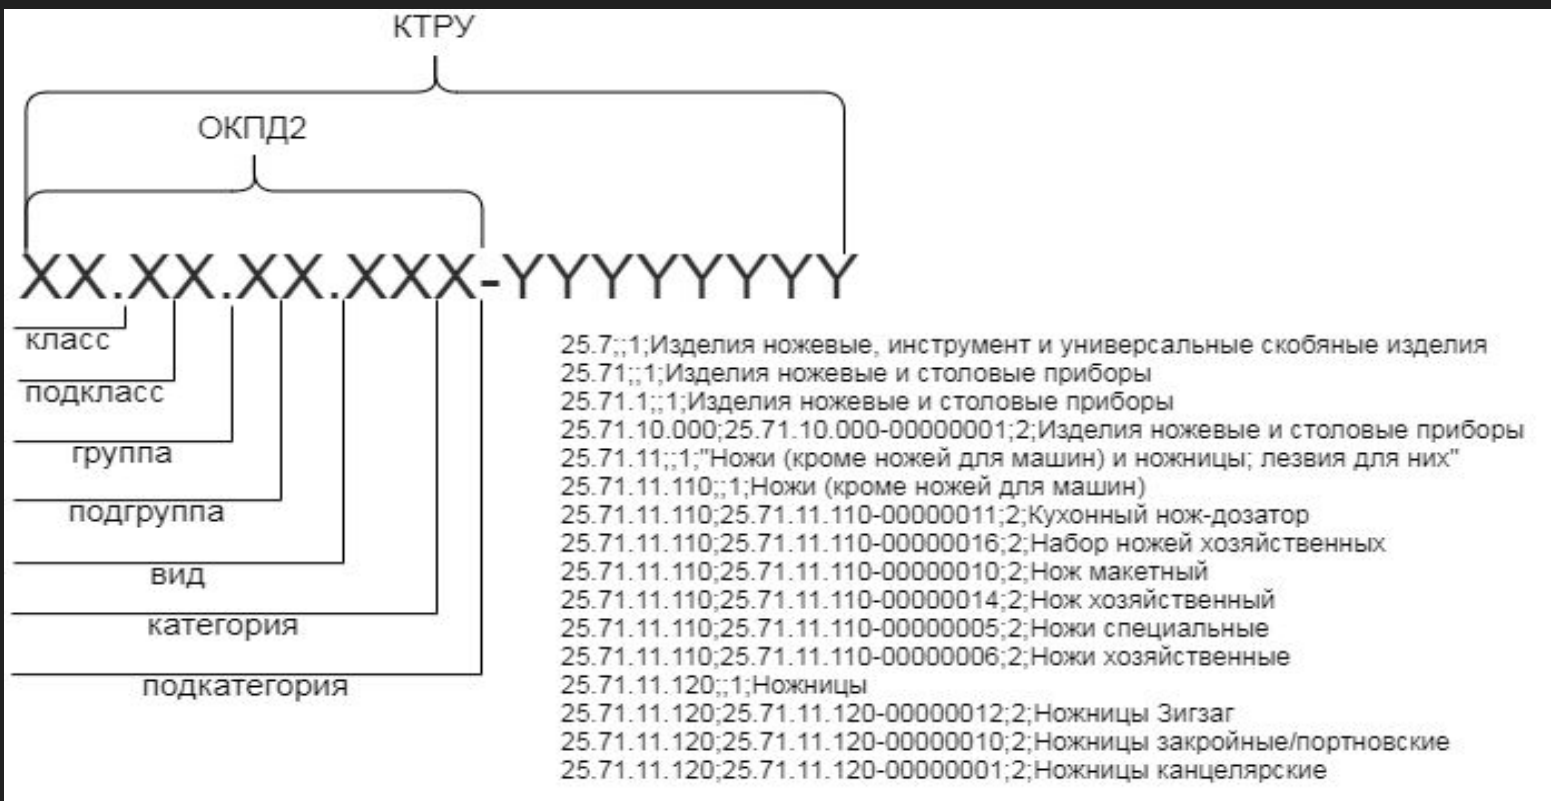 КТРУ
ОКПД2
XX.XX.XX.XXX-YYYYYYYY
класс
подкласс
группа
подгруппа
вид
категория
подкатегория
25.7;;1;Изделия ножевые, инструмент и универсальные скобяные изделия
25.71;;1;Изделия ножевые и столовые приборы
25.71.1;;1;Изделия ножевые и столовые приборы
25.71.10.000;25.71.10.000-00000001;2;Изделия ножевые и столовые приборы
25.71.11;;1;"Ножи (кроме ножей для машин) и ножницы; лезвия для них"
25.71.11.110;;1;Ножи (кроме ножей для машин)
25.71.11.110;25.71.11.110-00000011;2;Кухонный нож-дозатор
25.71.11.110;25.71.11.110-00000016;2;Набор ножей хозяйственных
25.71.11.110;25.71.11.110-00000010;2;Нож макетный
25.71.11.110;25.71.11.110-00000014;2;Нож хозяйственный
25.71.11.110;25.71.11.110-00000005;2;Ножи специальные
25.71.11.110;25.71.11.110-00000006;2;Ножи хозяйственные
25.71.11.120;;1;Ножницы
25.71.11.120;25.71.11.120-00000012;2;Ножницы Зигзаг
25.71.11.120;25.71.11.120-00000010;2;Ножницы закройные/портновские
25.71.11.120;25.71.11.120-00000001;2;Ножницы канцелярские